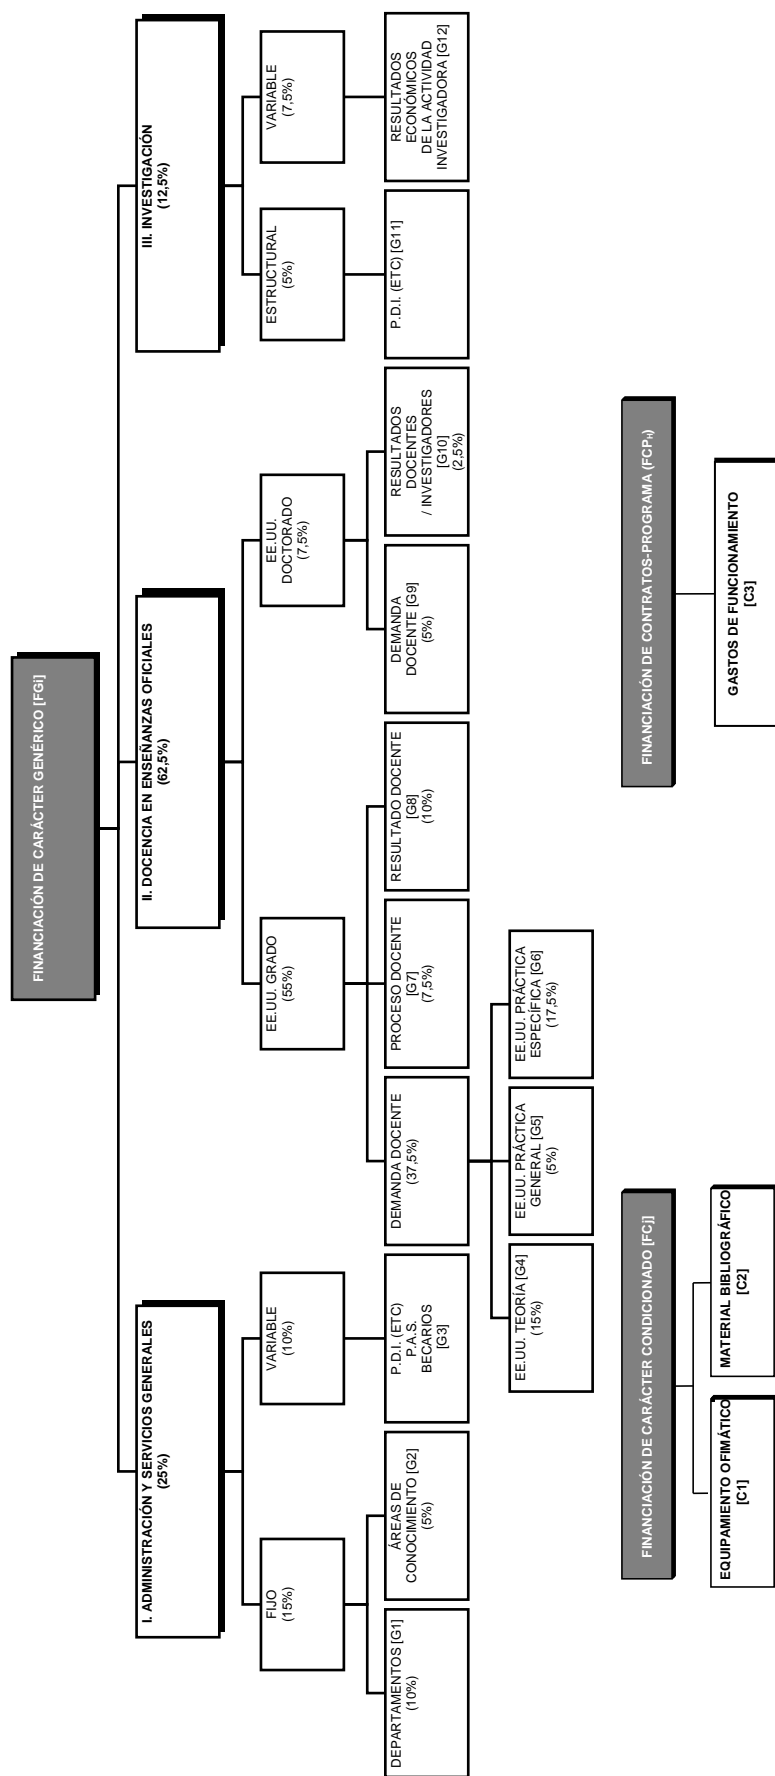 FINANCIACIÓN DE CARÁCTER GENÉRICO [FGi]
I. ADMINISTRACIÓN Y SERVICIOS GENERALES
(25%)
II. DOCENCIA EN ENSEÑANZAS OFICIALES
(62,5%)
III. INVESTIGACIÓN
(12,5%)
FIJO
(15%)
VARIABLE
(10%)
EE.UU. GRADO
(55%)
EE.UU.
DOCTORADO
(7,5%)
ESTRUCTURAL
(5%)
VARIABLE
(7,5%)
DEPARTAMENTOS [G1]
(10%)
ÁREAS DE
CONOCIMIENTO [G2]
(5%)
P.D.I. (ETC)
P.A.S.
BECARIOS
[G3]
DEMANDA DOCENTE
(37,5%)
PROCESO DOCENTE
[G7]
(7,5%)
RESULTADO DOCENTE
[G8]
(10%)
DEMANDA
DOCENTE [G9]
(5%)
RESULTADOS
DOCENTES
/ INVESTIGADORES
[G10]
(2,5%)
P.D.I. (ETC) [G11]
RESULTADOS
ECONÓMICOS
DE LA ACTIVIDAD
INVESTIGADORA [G12]
EE.UU. TEORÍA [G4]
(15%)
EE.UU. PRÁCTICA
GENERAL [G5]
(5%)
EE.UU. PRÁCTICA
ESPECÍFICA [G6]
(17,5%)
FINANCIACIÓN DE CARÁCTER CONDICIONADO [FCj]
EQUIPAMIENTO OFIMÁTICO
[C1]
MATERIAL BIBLIOGRÁFICO
[C2]
FINANCIACIÓN DE CONTRATOS-PROGRAMA (FCPH)
GASTOS DE FUNCIONAMIENTO
[C3]